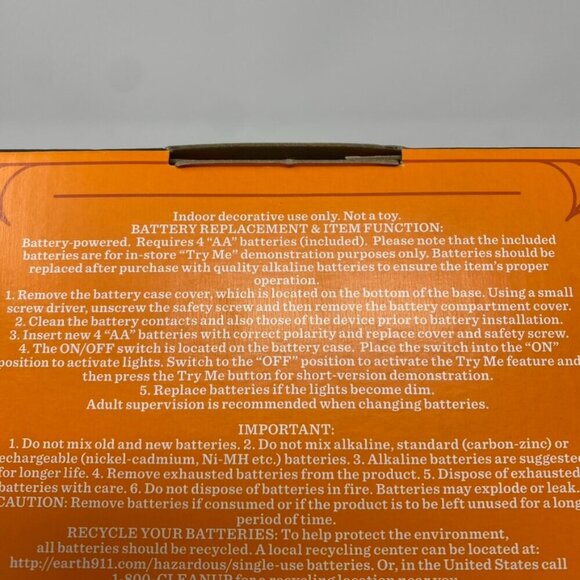 Indoor decorative use only. Not a toy.
BATTERY REPLACEMENT & ITEM FUNCTION:
Battery-powered. Requires 4 “AA” batteries (included). Please note that the included
batteries are for in-store “Try Me” demonstration purposes only. Batteries should be
replaced after purchase with quality alkaline batteries to ensure the item's proper
operation.
1. Remove the battery case cover, which is located on the bottom of the base. Using a small
screw driver, unscrew the safety screw and then remove the battery compartment cover.
2. Clean the battery contacts and also those of the device prior to battery installation.
3. Insert new 4 “AA” batteries with correct polarity and replace cover and safety screw.
4. The ON/OFF switch is located on the battery case. Place the switch into the “ON”
position to activate lights. Switch to the “OFF” position to activate the Try Me feature and
then press the Try Me button for short-version demonstration.
5. Replace batteries if the lights become dim.
Adult supervision is recommended when changing batteries.
IMPORTANT:
1. Do not mix old and new batteries. 2. Do not mix alkaline, standard (carbon-zinc) or
rechargeable (nickel-cadmium, Ni-MH etc.) batteries. 3. Alkaline batteries are suggested
for longer life. 4. Remove exhausted batteries from the product. 5. Dispose of exhausted
batteries with care. 6. Do not dispose of batteries in fire. Batteries may explode or leak.
CAUTION: Remove batteries if consumed or if the product is to be left unused for a long
period of time.
RECYCLE YOUR BATTERIES: To help protect the environment,
all batteries should be recycled. A local recycling center can be located at:
http://earth911.com/hazardous/single-use batteries. Or, in the United States call
1-800-CLEANUP for a recycling location near you.